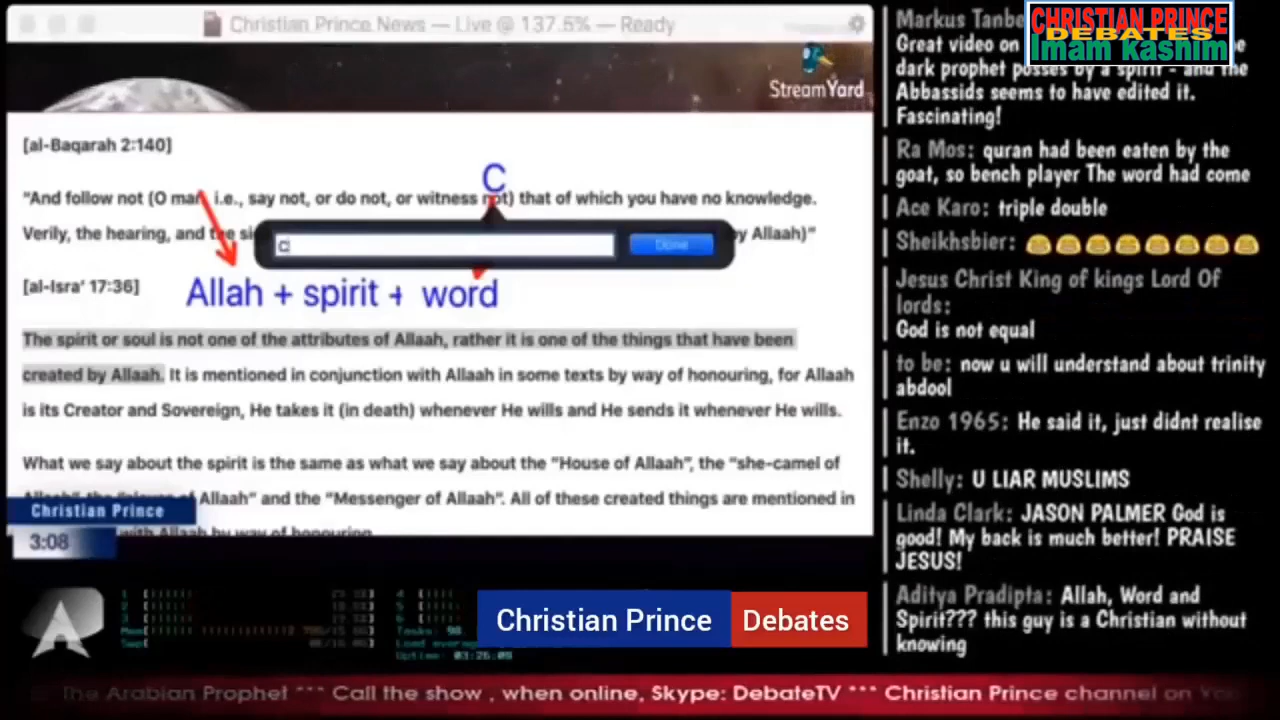 Christian Prince.News — Live @ 137.5% — Ready
StreamYard
[al-Baqarah 2:140]
C
“And follow not (O man, i.e., say not, or do not, or witness not) that of which you have no knowledge.
Verily, the hearing, and the si
by Allaah)”
c
Done
[al-Isra’ 17:36]
Allah + spirit + word
The spirit or soul is not one of the attributes of Allaah, rather it is one of the things that have been
created by Allaah. It is mentioned in conjunction with Allaah in some texts by way of honouring, for Allaah
is its Creator and Sovereign, He takes it (in death) whenever He wills and He sends it whenever He wills.
What we say about the spirit is the same as what we say about the “House of Allaah”, the “she-camel of
Allaah” and the “Messenger of Allaah”. All of these created things are mentioned in
with Allaah by way of honouring
Christian Prince
3:08
Christian Prince Debates
The Arabian Prophet *** Call the show , when online, Skype: DebateTV *** Christian Prince channel on
CHRISTIAN PRINCE
DEBATES
Imam kashim
Markus Tanbe
Great video on
dark prophet posses by a spirit - and the
Abbassids seems to have edited it.
Fascinating!
Ra Mos: quran had been eaten by the
goat, so bench player The word had come
Ace Karo: triple double
Sheikhsbier: 😂😂😂😂😂😂😂😂
Jesus Christ King of kings Lord Of
lords:
God is not equal
to be: now u will understand about trinity
abdool
Enzo 1965: He said it, just didnt realise
it.
Shelly: U LIAR MUSLIMS
Linda Clark: JASON PALMER God is
good! My back is much better! PRAISE
JESUS!
Aditya Pradipta: Allah, Word and
Spirit??? this guy is a Christian without
knowing